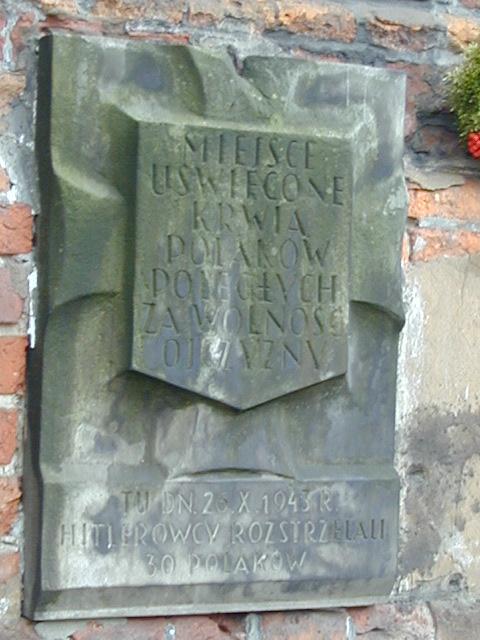 MIEJSCE
UŚWIĘCONE
KRWIĄ
POLAKÓW
POLEGŁYCH
ZA WOLNOŚĆ
OJCZYZNY
TU DN. 26.X.1943 R.
HITLEROWCY ROZSTRZELALI
30 POLAKÓW